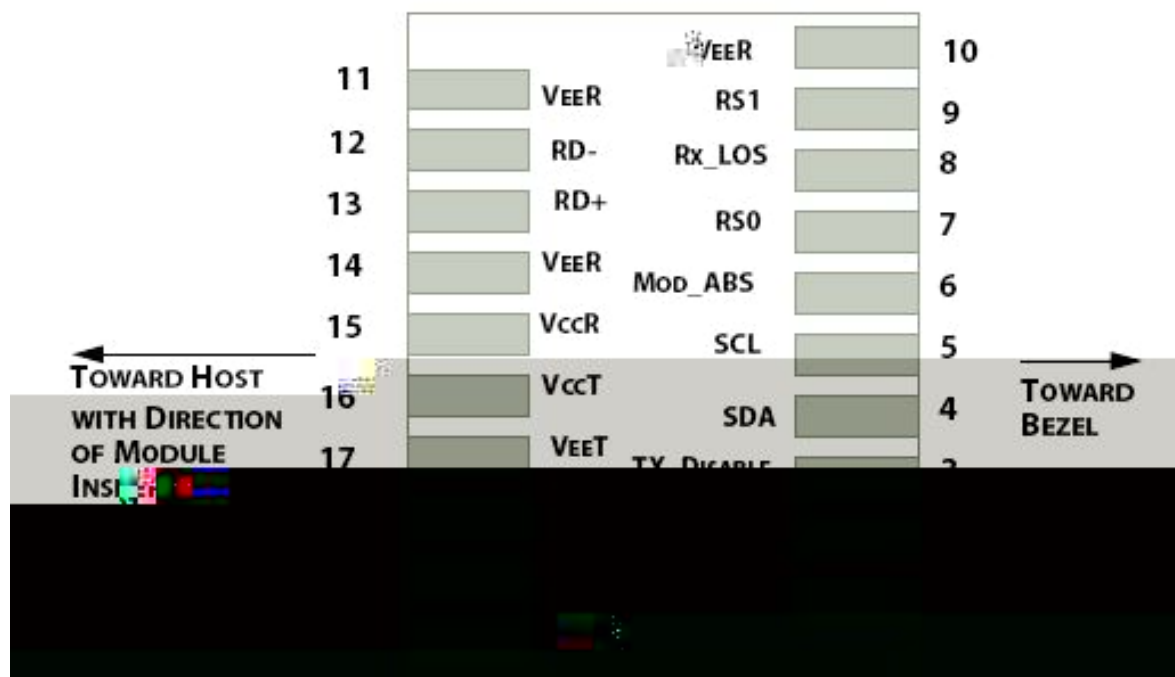 VEER 10
11 VEER
RS1 9
12 RD-
Rx_LOS 8
13 RD+
RS0 7
14 VEER
MOD_ABS 6
15 VCCR
SCL 5
TOWARD HOST
WITH DIRECTION
OF MODULE
16 VCCT
TOWARD
BEZEL
SDA 4
17 VEET
TX_DISABLE